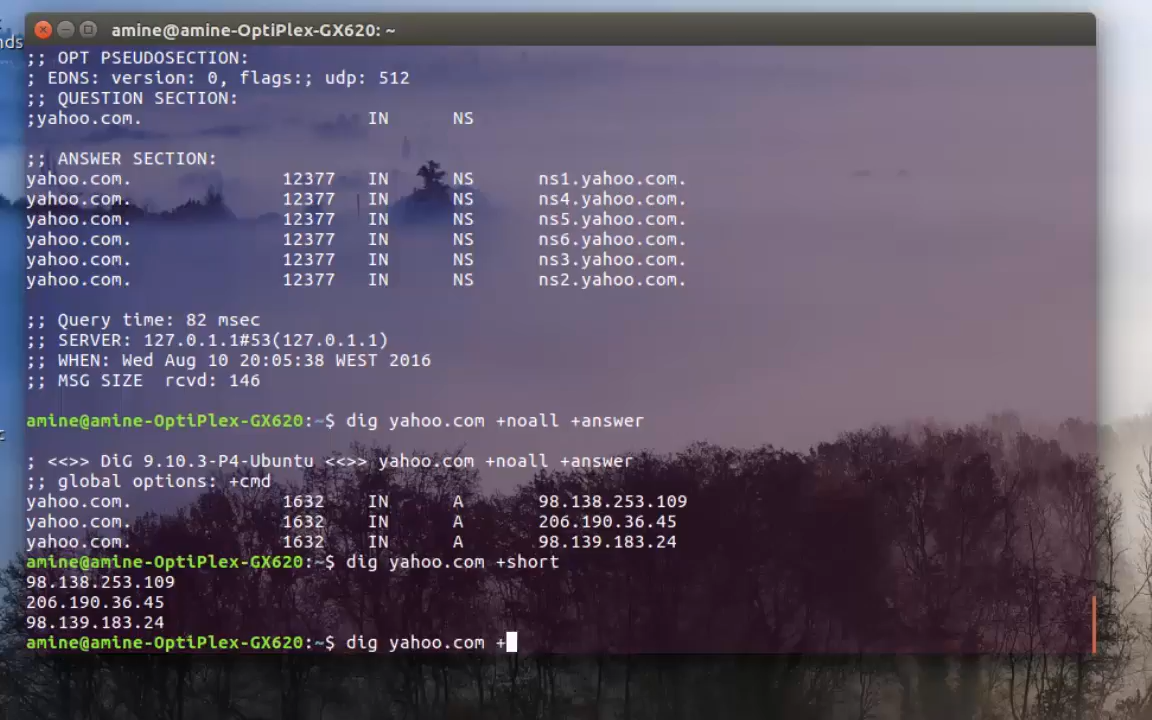 nds
amine@amine-OptiPlex-GX620: ~
;; OPT PSEUDOSECTION:
; EDNS: version: 0, flags:; udp: 512
;; QUESTION SECTION:
;yahoo.com. IN NS
;; ANSWER SECTION:
yahoo.com. 12377 IN NS ns1.yahoo.com.
yahoo.com. 12377 IN NS ns4.yahoo.com.
yahoo.com. 12377 IN NS ns5.yahoo.com.
yahoo.com. 12377 IN NS ns6.yahoo.com.
yahoo.com. 12377 IN NS ns3.yahoo.com.
yahoo.com. 12377 IN NS ns2.yahoo.com.
;; Query time: 82 msec
;; SERVER: 127.0.1.1#53(127.0.1.1)
;; WHEN: Wed Aug 10 20:05:38 WEST 2016
;; MSG SIZE rcvd: 146
amine@amine-OptiPlex-GX620:~$ dig yahoo.com +noall +answer
; <<>> DiG 9.10.3-P4-Ubuntu <<>> yahoo.com +noall +answer
;; global options: +cmd
yahoo.com. 1632 IN A 98.138.253.109
yahoo.com. 1632 IN A 206.190.36.45
yahoo.com. 1632 IN A 98.139.183.24
amine@amine-OptiPlex-GX620:~$ dig yahoo.com +short
98.138.253.109
206.190.36.45
98.139.183.24
amine@amine-OptiPlex-GX620:~$ dig yahoo.com +